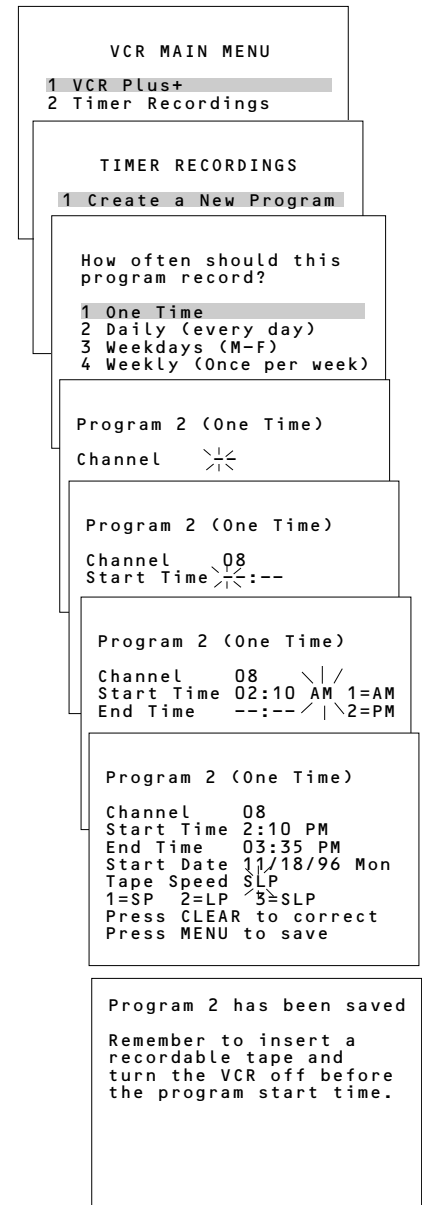 VCR MAIN MENU
1 VCR Plus+
2 Timer Recordings
TIMER RECORDINGS
1 Create a New Program
How often should this
program record?
1 One Time
2 Daily (every day)
3 Weekdays (M-F)
4 Weekly (Once per week)
Program 2 (One Time)
Channel --
Program 2 (One Time)
Channel 08
Start Time --:--
Program 2 (One Time)
Channel 08
Start Time 02:10 AM 1=AM
End Time --:-- 2=PM
Program 2 (One Time)
Channel 08
Start Time 2:10 PM
End Time 03:35 PM
Start Date 11/18/96 Mon
Tape Speed SLP
1=SP 2=LP 3=SLP
Press CLEAR to correct
Press MENU to save
Program 2 has been saved
Remember to insert a
recordable tape and
turn the VCR off before
the program start time.